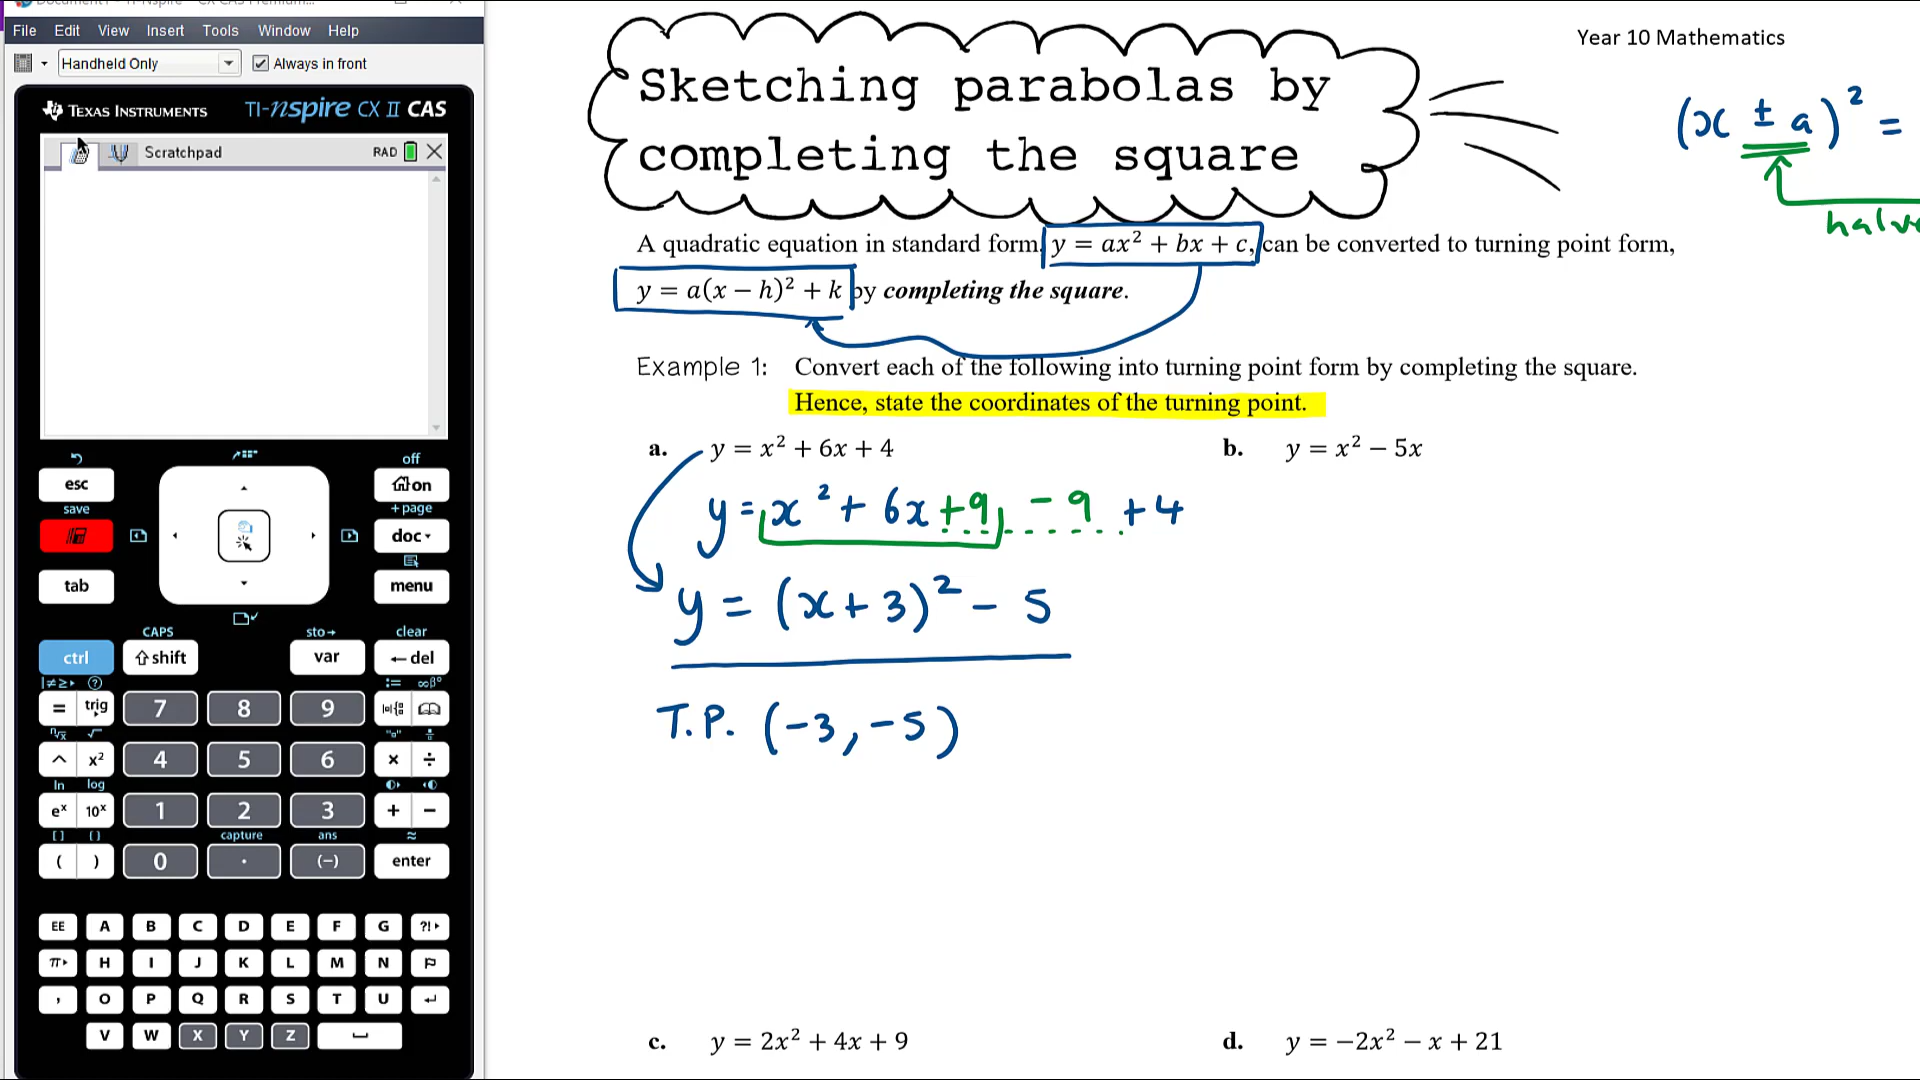 File Edit View Insert Tools Window Help
Handheld Only Always in front
TEXAS INSTRUMENTS TI-nspire CX II CAS
Scratchpad RAD
off
esc on
save + page
doc
tab menu
CAPS sto→ clear
ctrl ⇧shift var ←del
|≠≥▸ := ∞β°
= trig 7 8 9
ⁿ√x √
^ x² 4 5 6 × ÷
ln log
eˣ 10ˣ 1 2 3 + −
[ ] { } capture ans ≈
( ) 0 . (−) enter
EE A B C D E F G ?!▸
π▸ H I J K L M N
, O P Q R S T U
V W X Y Z
Year 10 Mathematics
Sketching parabolas by
completing the square
(x ± a)² =
A quadratic equation in standard form, y = ax² + bx + c, can be converted to turning point form,
y = a(x − h)² + k by completing the square.
Example 1: Convert each of the following into turning point form by completing the square.
Hence, state the coordinates of the turning point.
a. y = x² + 6x + 4
y = x² + 6x + 9 − 9 + 4
y = (x + 3)² − 5
T.P. (−3, −5)
b. y = x² − 5x
c. y = 2x² + 4x + 9
d. y = −2x² − x + 21